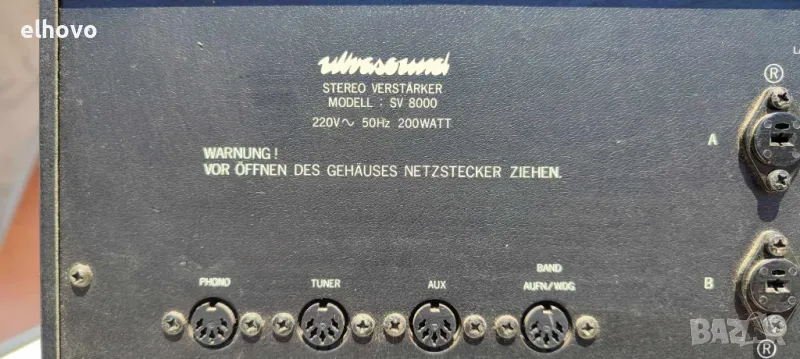 elhovo
ultrasound
STEREO VERSTÄRKER
MODELL : SV 8000
220V~ 50Hz 200WATT
WARNUNG!
VOR ÖFFNEN DES GEHÄUSES NETZSTECKER ZIEHEN.
®
A
PHONO
TUNER
AUX
BAND
AUFN/WDG
B
®
BAZAR